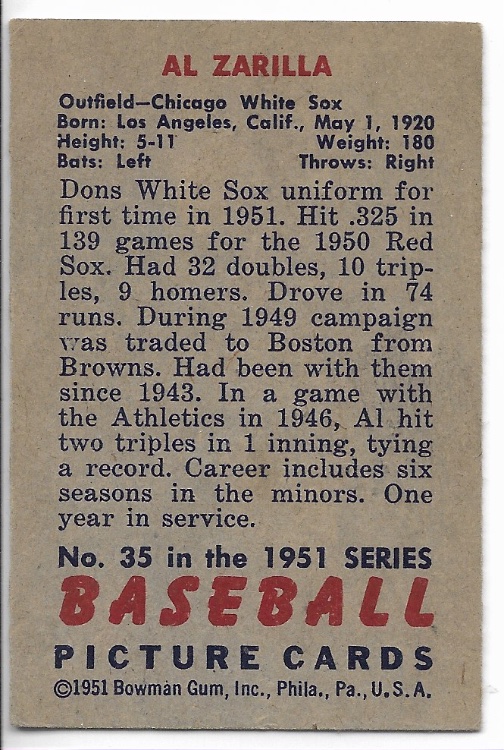 AL ZARILLA
Outfield—Chicago White Sox
Born: Los Angeles, Calif., May 1, 1920
Height: 5-11 Weight: 180
Bats: Left Throws: Right
Dons White Sox uniform for
first time in 1951. Hit .325 in
139 games for the 1950 Red
Sox. Had 32 doubles, 10 trip-
les, 9 homers. Drove in 74
runs. During 1949 campaign
was traded to Boston from
Browns. Had been with them
since 1943. In a game with
the Athletics in 1946, Al hit
two triples in 1 inning, tying
a record. Career includes six
seasons in the minors. One
year in service.
No. 35 in the 1951 SERIES
BASEBALL
PICTURE CARDS
©1951 Bowman Gum, Inc., Phila., Pa., U.S.A.